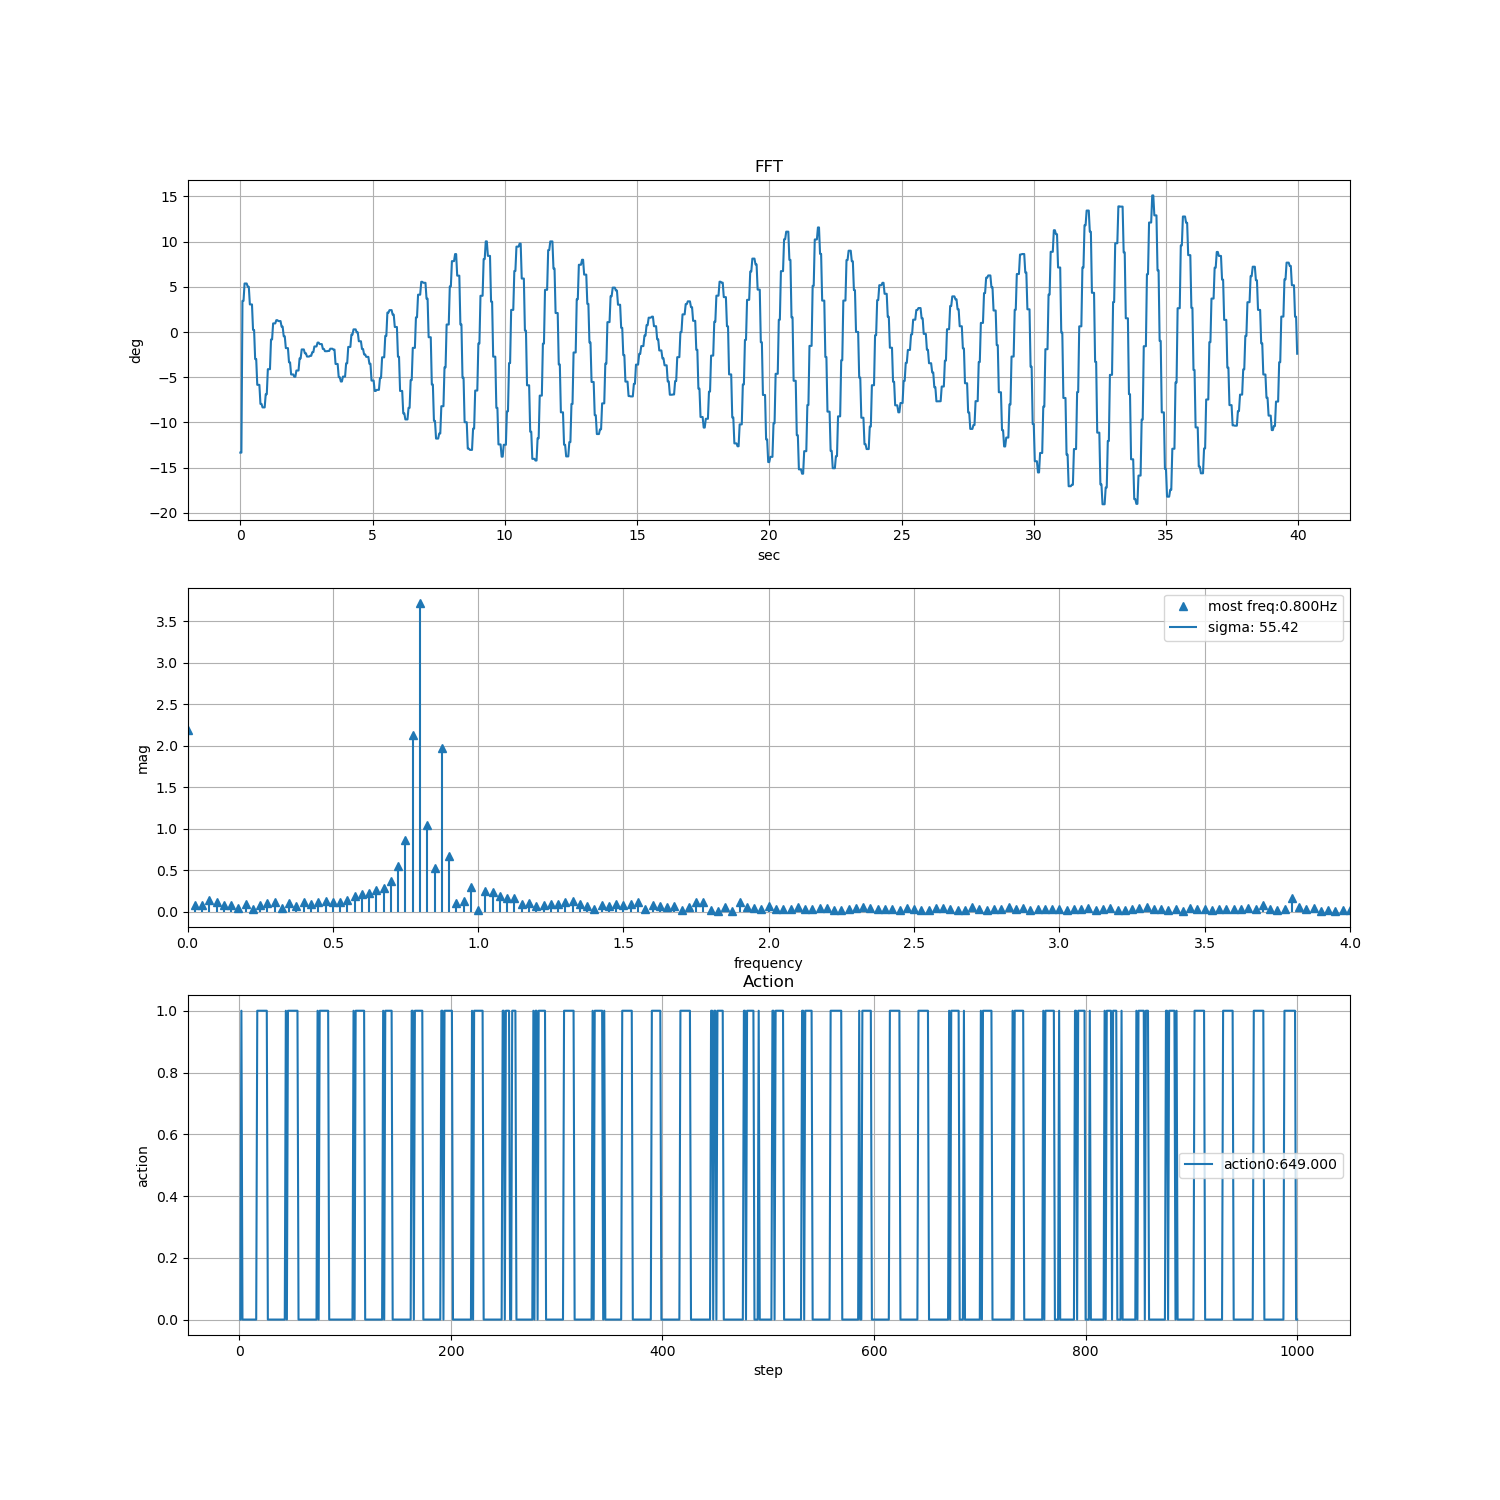 FFT
15
10
5
0
−5
−10
−15
−20
deg
0 5 10 15 20 25 30 35 40
sec
most freq:0.800Hz
sigma: 55.42
3.5
3.0
2.5
2.0
1.5
1.0
0.5
0.0
mag
0.0 0.5 1.0 1.5 2.0 2.5 3.0 3.5 4.0
frequency
Action
1.0
0.8
0.6
0.4
0.2
0.0
action
action0:649.000
0 200 400 600 800 1000
step